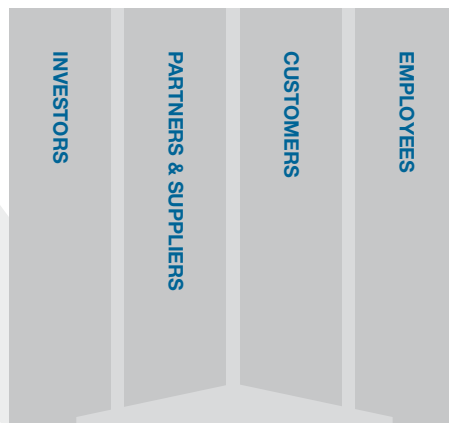 INVESTORS
PARTNERS & SUPPLIERS
CUSTOMERS
EMPLOYEES